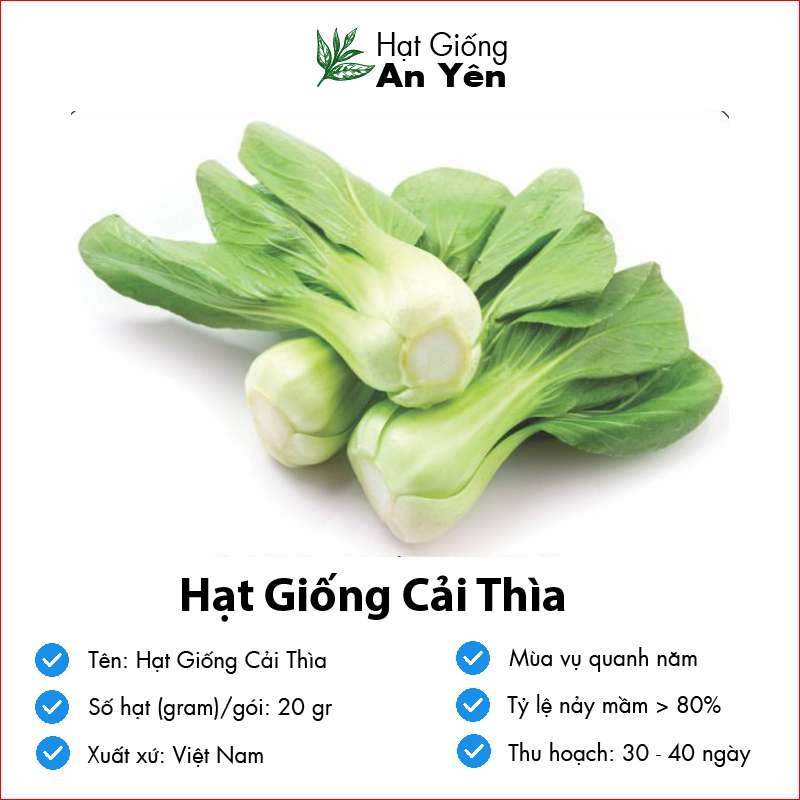 Hạt Giống
An Yên
Hạt Giống Cải Thìa
Tên: Hạt Giống Cải Thìa
Số hạt (gram)/gói: 20 gr
Xuất xứ: Việt Nam
Mùa vụ quanh năm
Tỷ lệ nảy mầm > 80%
Thu hoạch: 30 - 40 ngày